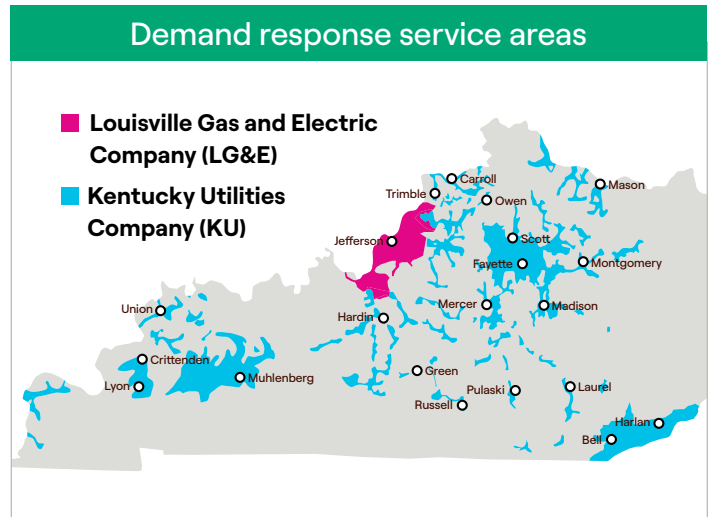 Demand response service areas
Louisville Gas and Electric
Company (LG&E)
Kentucky Utilities
Company (KU)
Carroll
Trimble
Mason
Owen
Jefferson
Scott
Fayette
Montgomery
Union
Hardin
Mercer
Madison
Crittenden
Lyon
Muhlenberg
Green
Pulaski
Laurel
Russell
Harlan
Bell